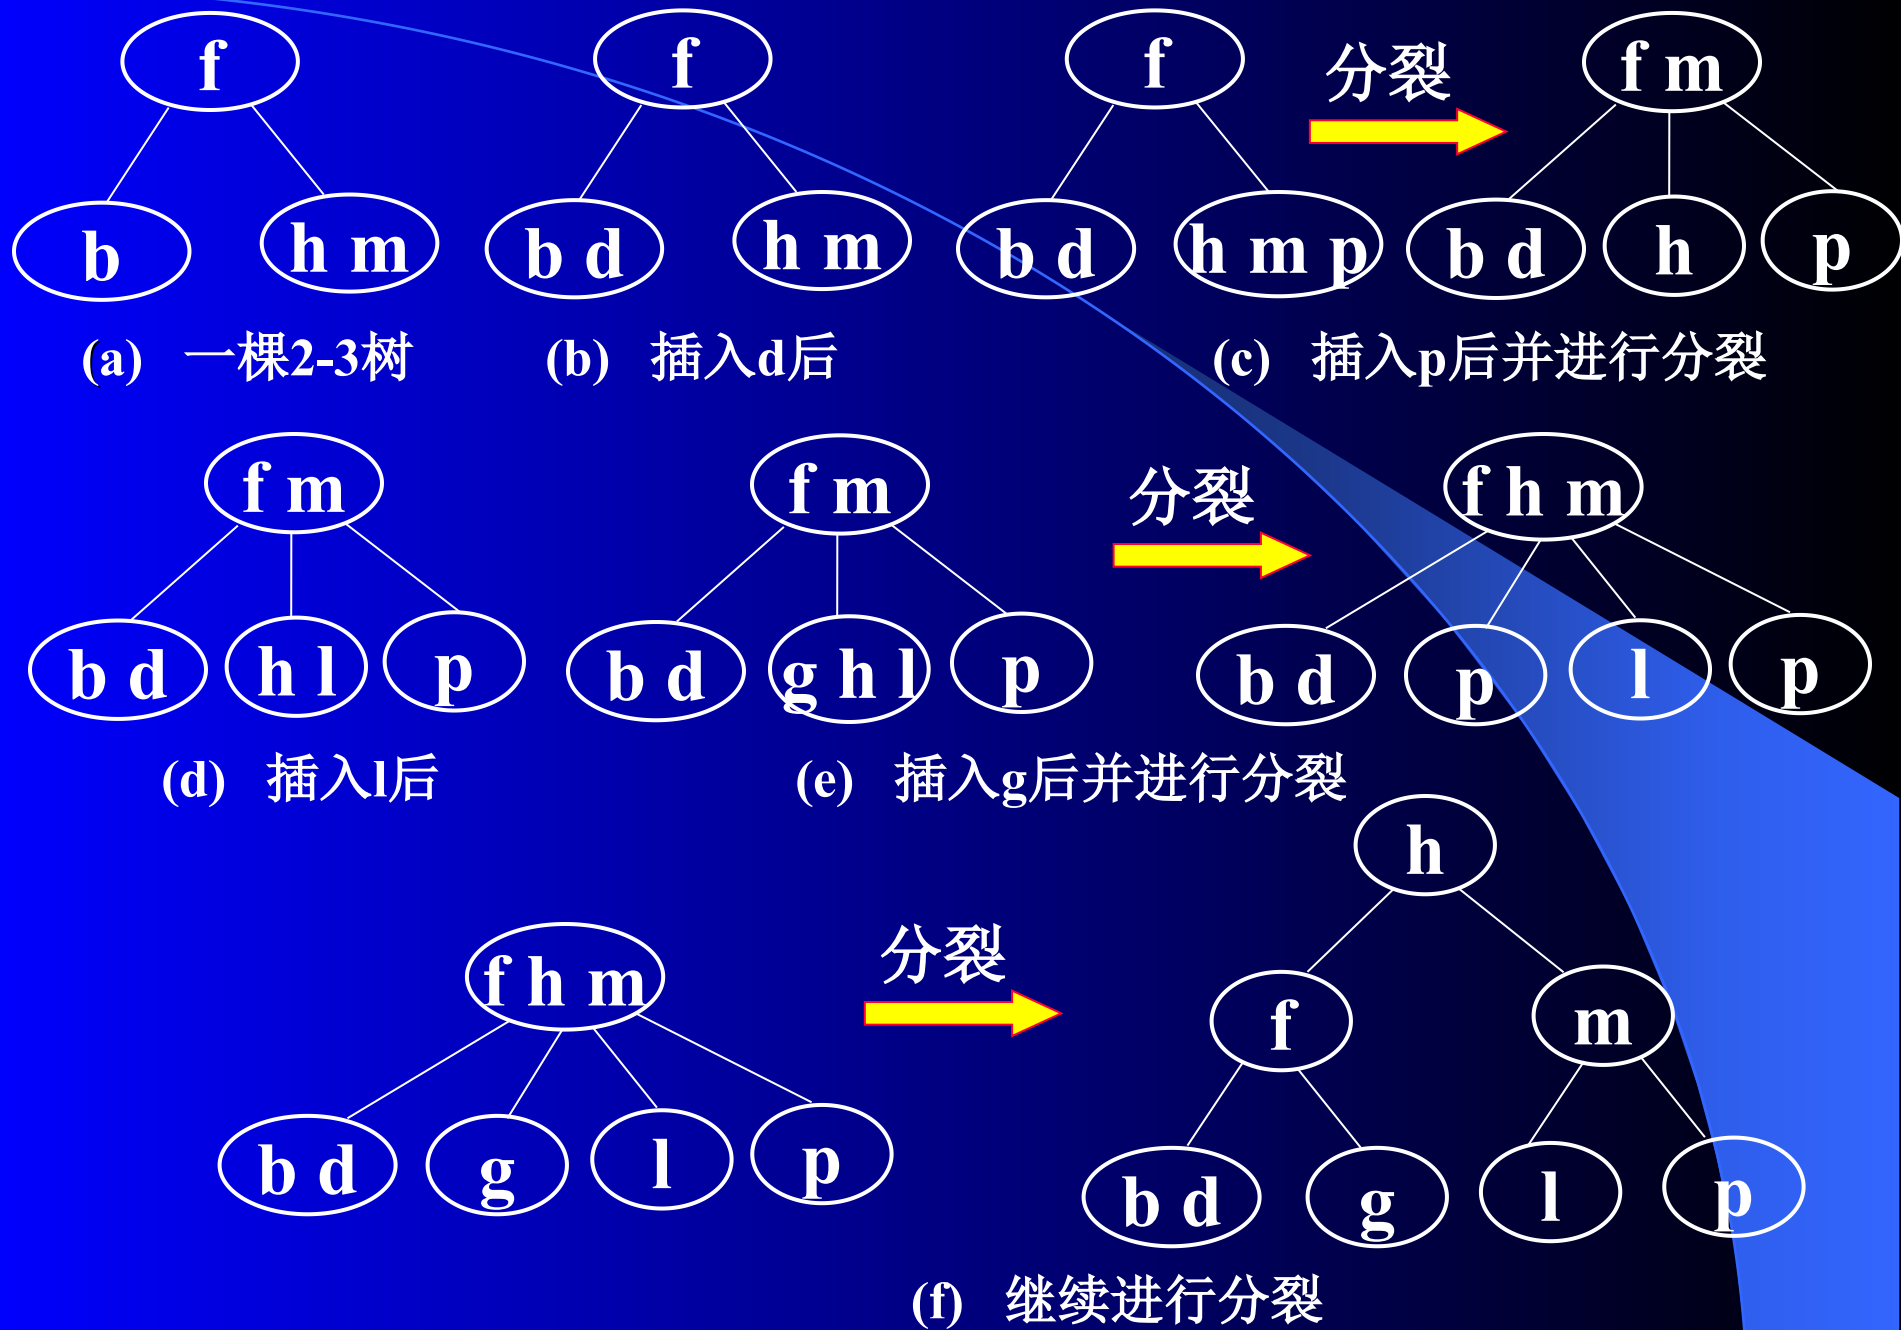 f f f 分裂 f m
b h m b d h m b d h m p b d h p
(a) 一棵2-3树 (b) 插入d后 (c) 插入p后并进行分裂
f m f m 分裂 f h m
b d h l p b d g h l p b d p l p
(d) 插入l后 (e) 插入g后并进行分裂
h
f h m 分裂 f m
b d g l p b d g l p
(f) 继续进行分裂